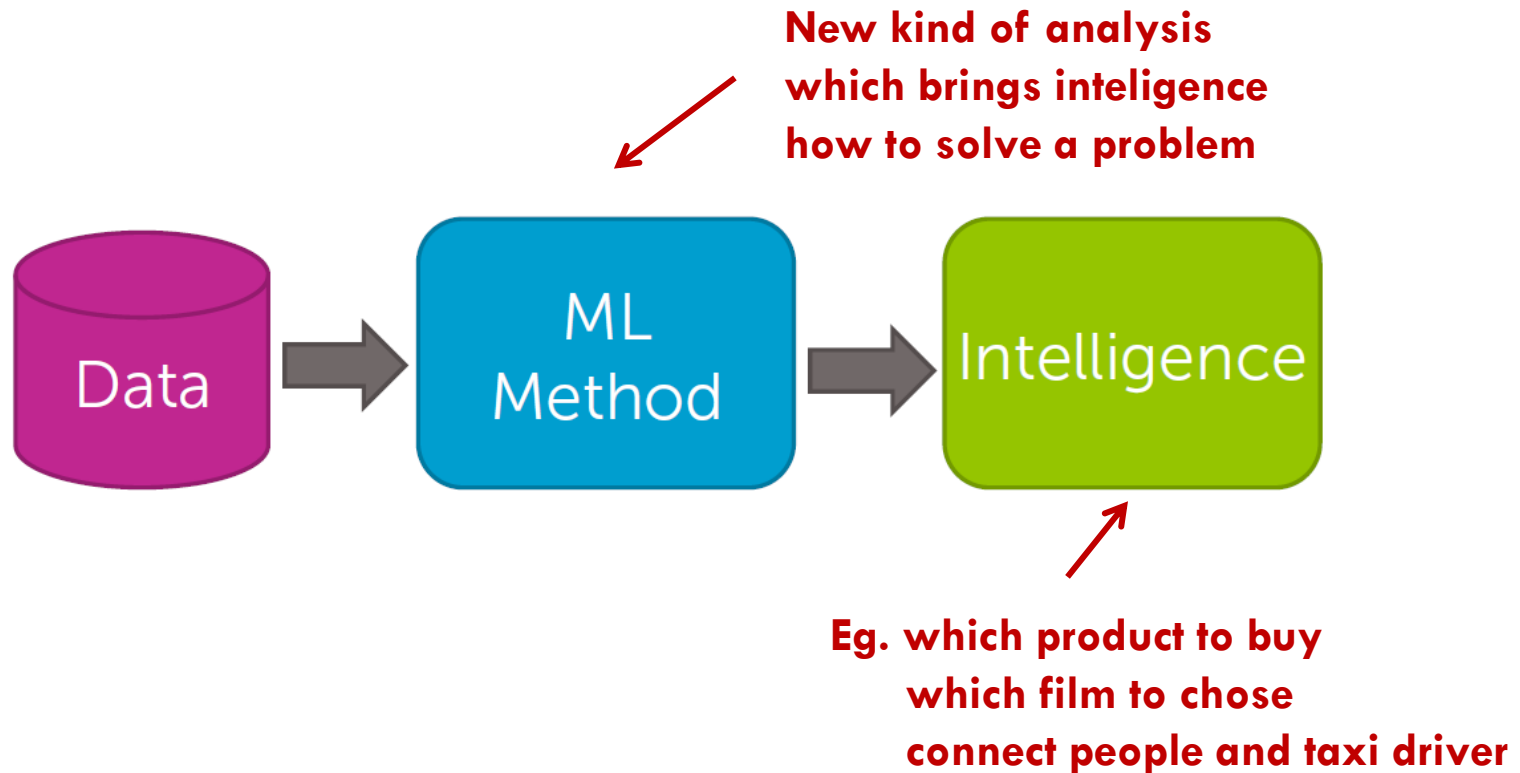 New kind of analysis
which brings inteligence
how to solve a problem
Data
ML
Method
Intelligence
Eg. which product to buy
which film to chose
connect people and taxi driver